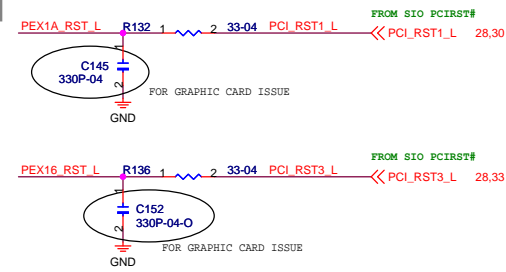 FROM SIO PCIRST#
PEX1A_RST_L R132 1 2 33-04 PCI_RST1_L PCI_RST1_L 28,30
1
C145
330P-04
2
FOR GRAPHIC CARD ISSUE
GND
FROM SIO PCIRST#
PEX16_RST_L R136 1 2 33-04 PCI_RST3_L PCI_RST3_L 28,33
1
C152
330P-04-O
2
FOR GRAPHIC CARD ISSUE
GND